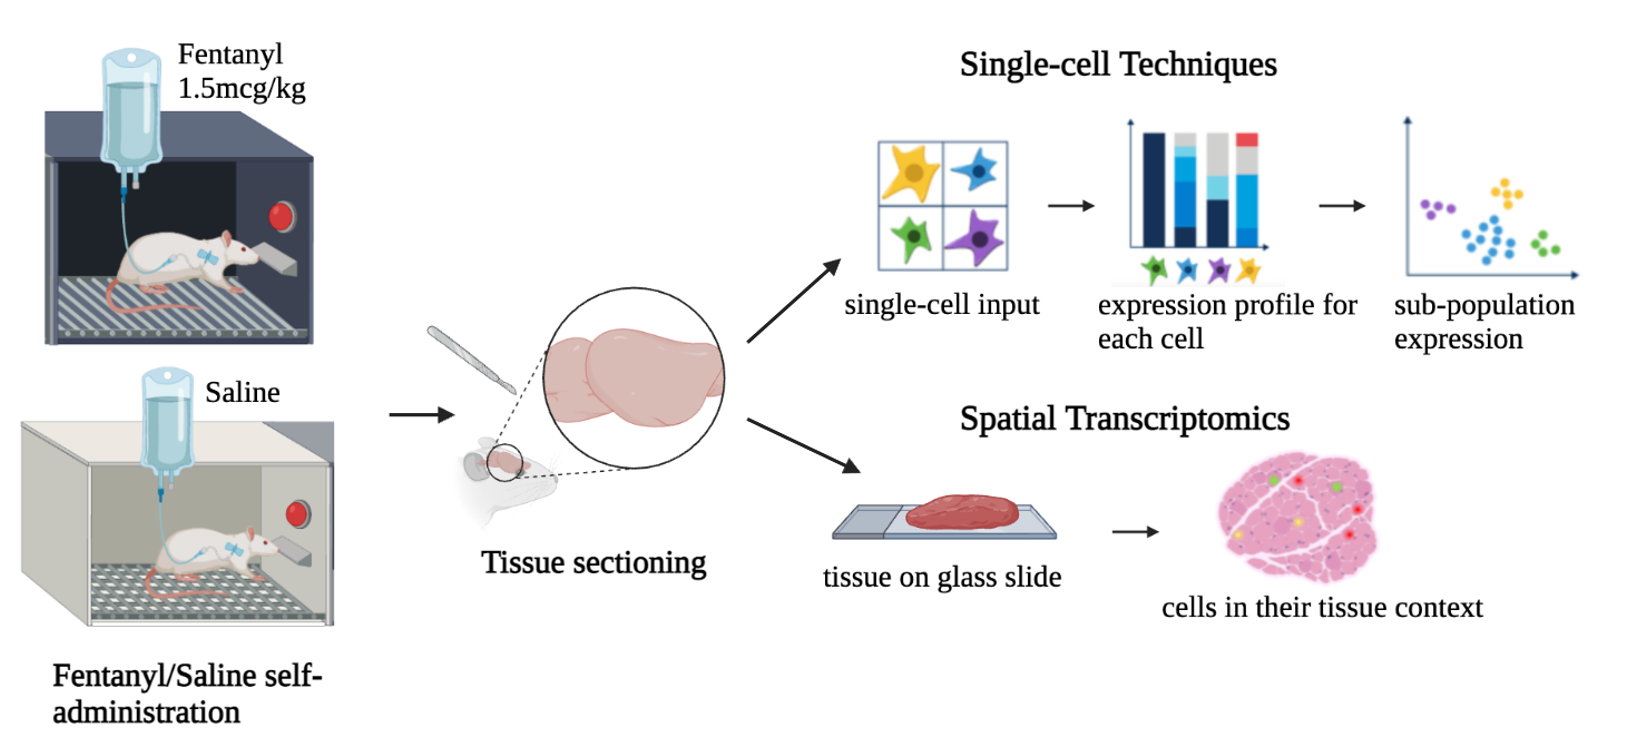 Fentanyl
1.5mcg/kg
Saline
Fentanyl/Saline self-
administration
Tissue sectioning
Single-cell Techniques
single-cell input
expression profile for
each cell
sub-population
expression
Spatial Transcriptomics
tissue on glass slide
cells in their tissue context